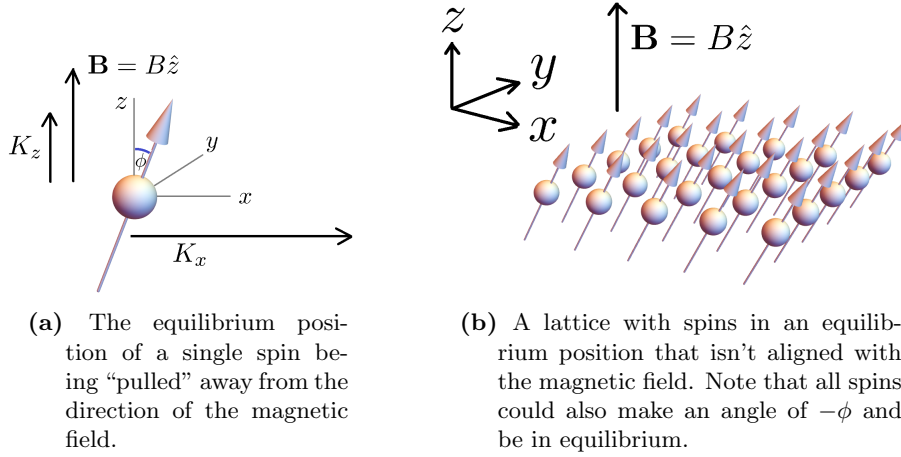 B = Bẑ
K_z
z
ϕ
y
x
K_x
(a) The equilibrium posi-
tion of a single spin be-
ing “pulled” away from the
direction of the magnetic
field.
z
y
x
B = Bẑ
(b) A lattice with spins in an equilib-
rium position that isn’t aligned with
the magnetic field. Note that all spins
could also make an angle of −ϕ and
be in equilibrium.